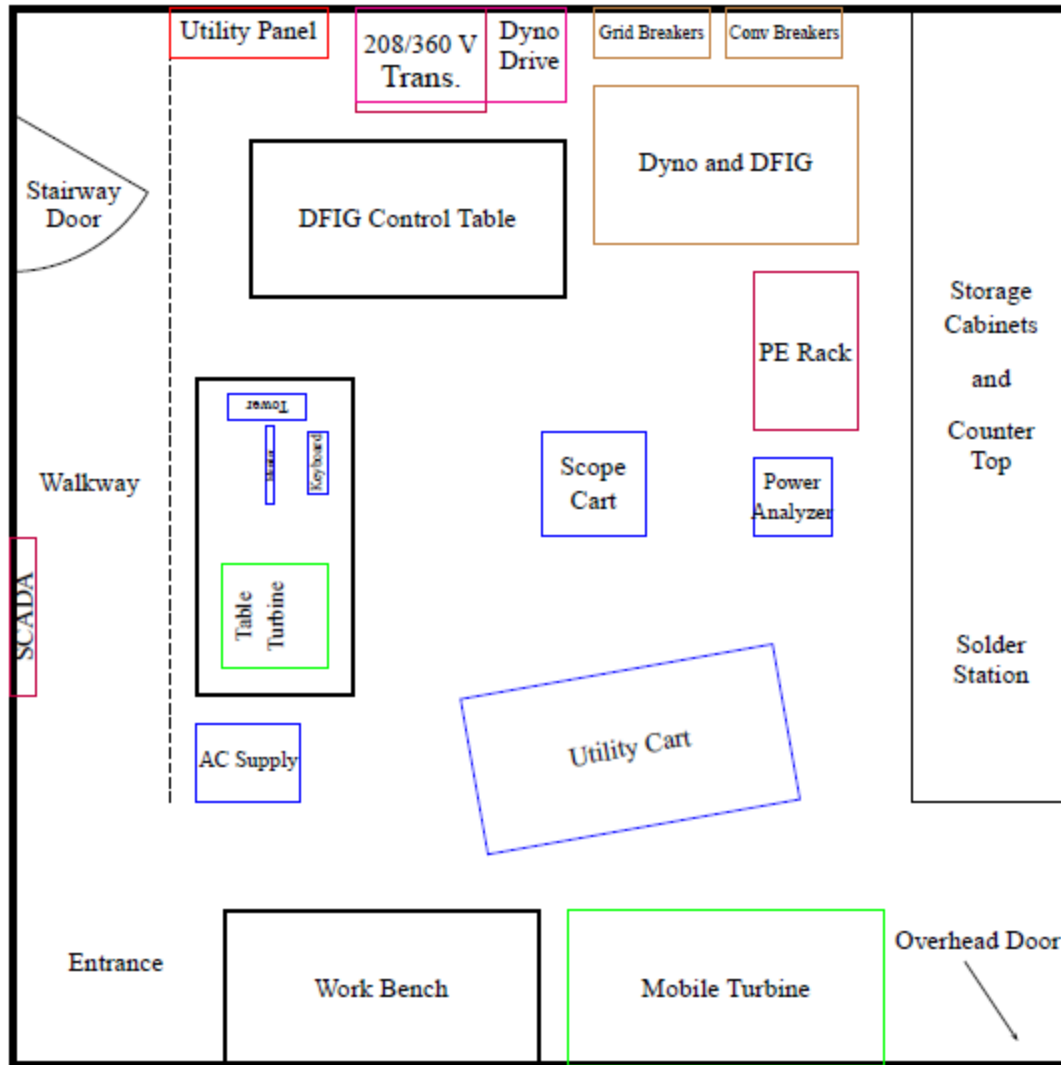 Utility Panel
208/360 V
Trans.
Dyno
Drive
Grid Breakers
Conv Breakers
Stairway
Door
DFIG Control Table
Dyno and DFIG
Storage
Cabinets
and
Counter
Top
PE Rack
Tower
Keyboard
Walkway
Scope
Cart
Power
Analyzer
SCADA
Table
Turbine
Solder
Station
AC Supply
Utility Cart
Entrance
Work Bench
Mobile Turbine
Overhead Door